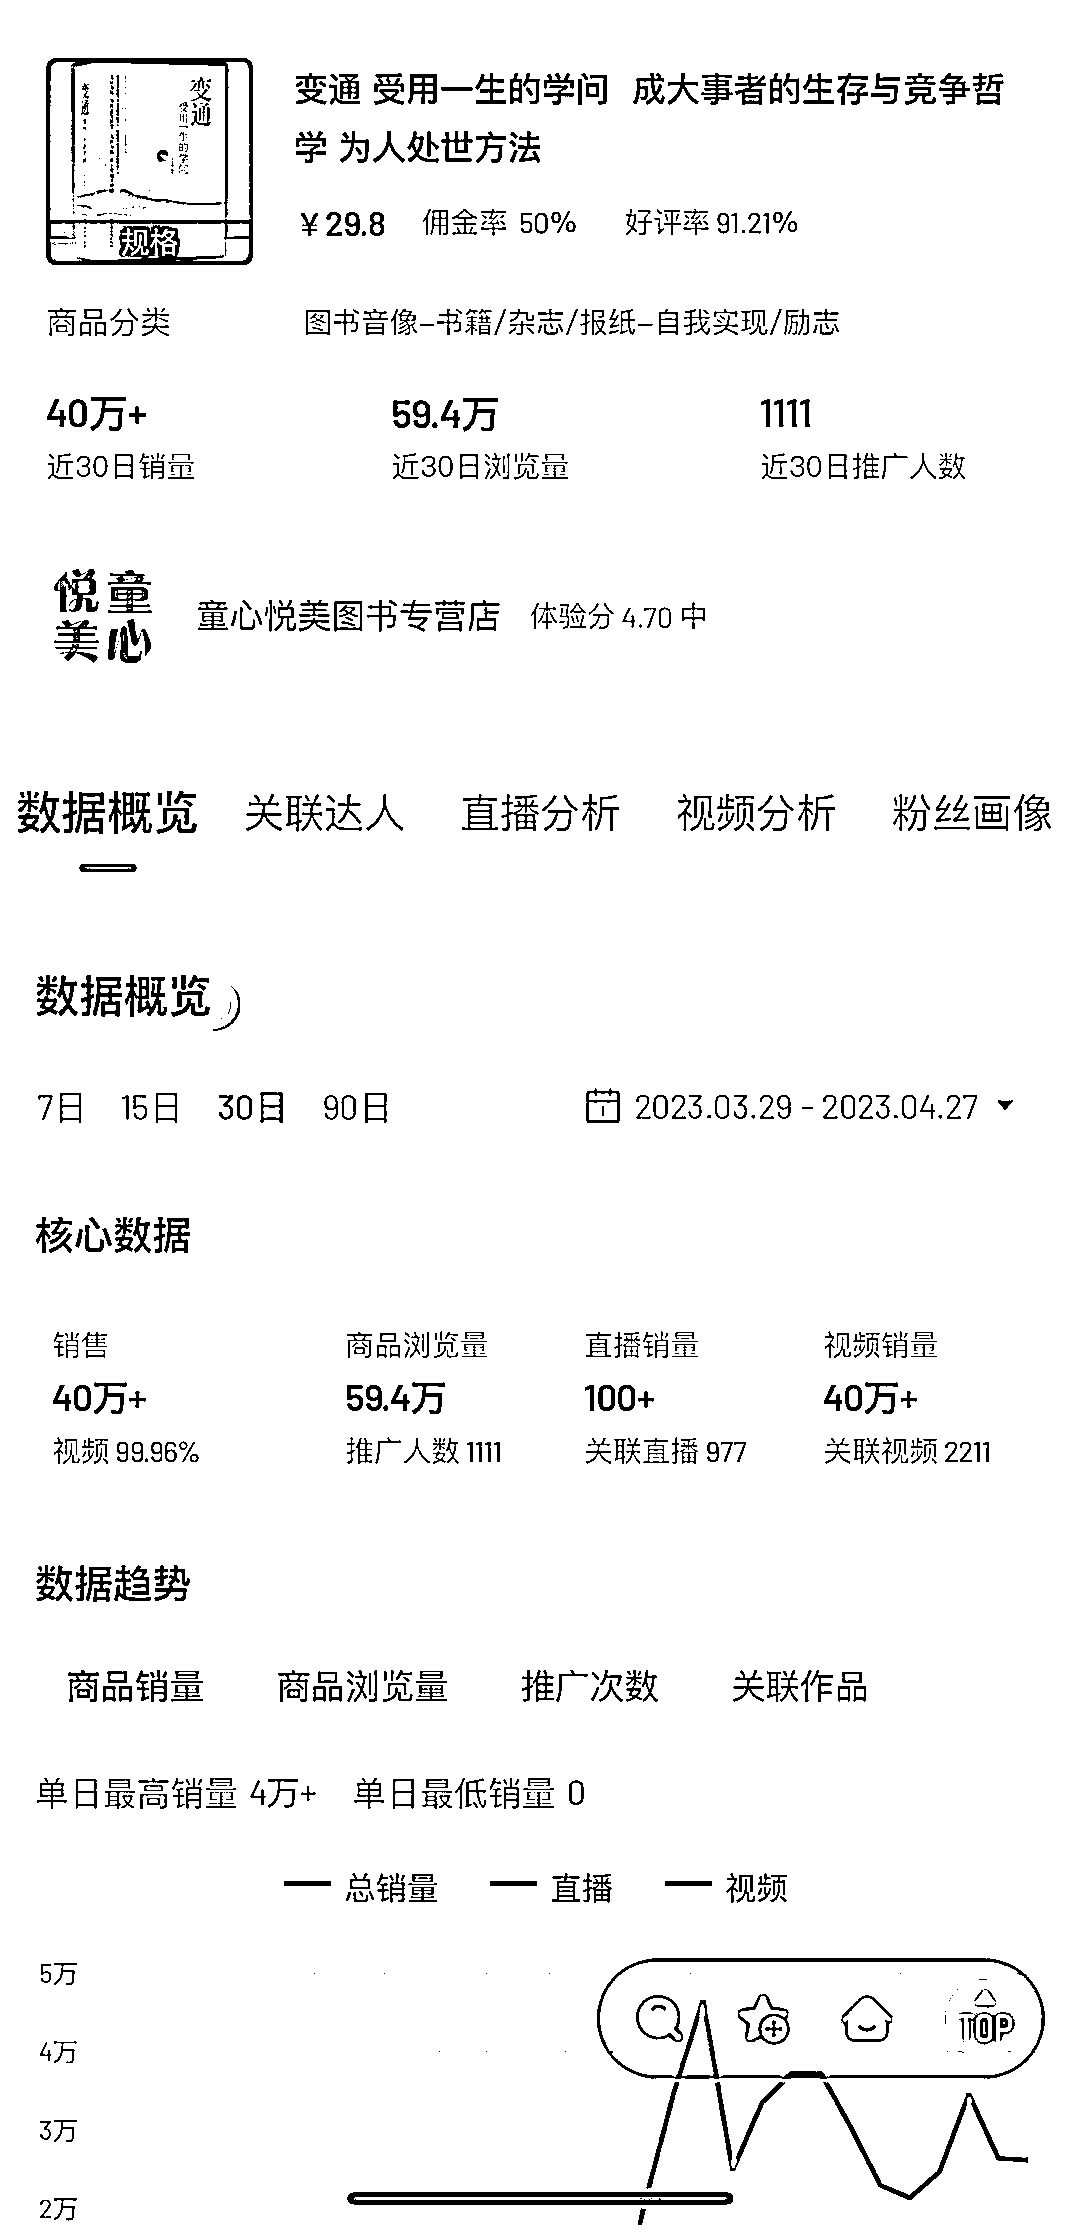 变通
受用一生的学问
规格
变通 受用一生的学问 成大事者的生存与竞争哲
学 为人处世方法
¥29.8 佣金率 50% 好评率 91.21%
商品分类 图书音像-书籍/杂志/报纸-自我实现/励志
40万+ 59.4万 1111
近30日销量 近30日浏览量 近30日推广人数
悦童
美心
童心悦美图书专营店 体验分 4.70 中
数据概览 关联达人 直播分析 视频分析 粉丝画像
数据概览
7日 15日 30日 90日 2023.03.29 - 2023.04.27
核心数据
销售 商品浏览量 直播销量 视频销量
40万+ 59.4万 100+ 40万+
视频 99.96% 推广人数 1111 关联直播 977 关联视频 2211
数据趋势
商品销量 商品浏览量 推广次数 关联作品
单日最高销量 4万+ 单日最低销量 0
总销量 直播 视频
5万
TOP
4万
3万
2万